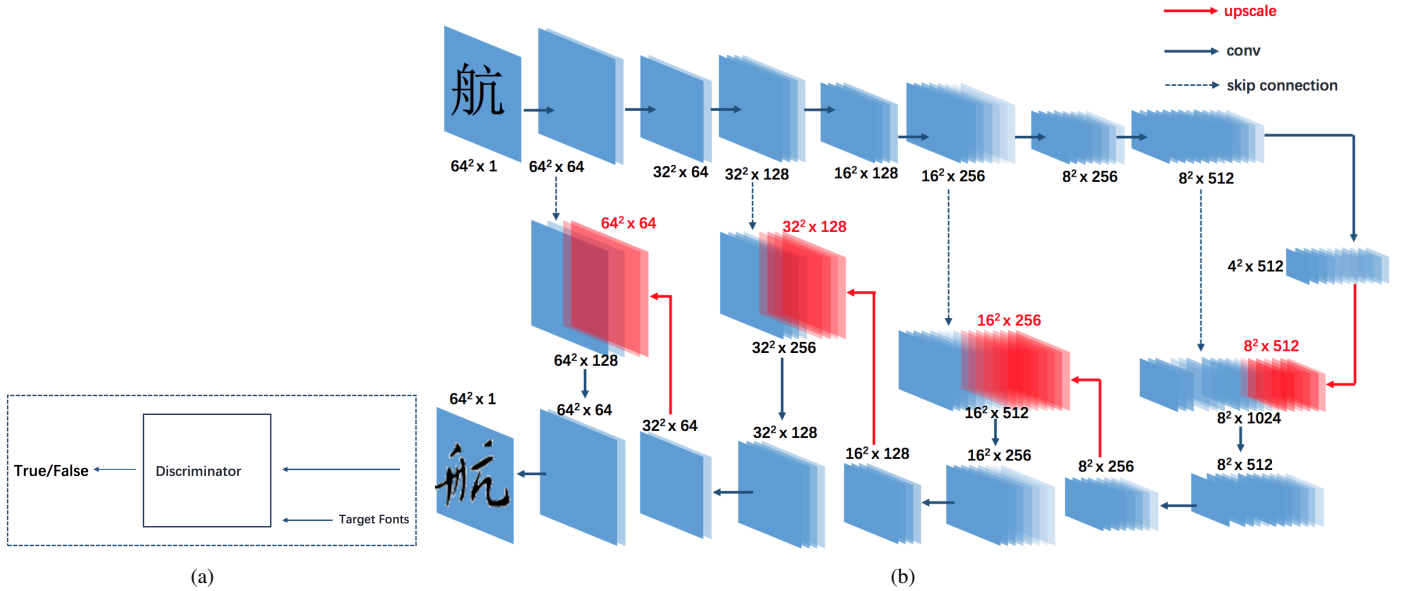 upscale
conv
skip connection
航
64² x 1
64² x 64
32² x 64
32² x 128
16² x 128
16² x 256
8² x 256
8² x 512
64² x 64
32² x 128
4² x 512
16² x 256
8² x 512
64² x 128
32² x 256
16² x 512
8² x 1024
64² x 1
64² x 64
32² x 64
32² x 128
16² x 128
16² x 256
8² x 256
8² x 512
航
True/False
Discriminator
Target Fonts
(a)
(b)